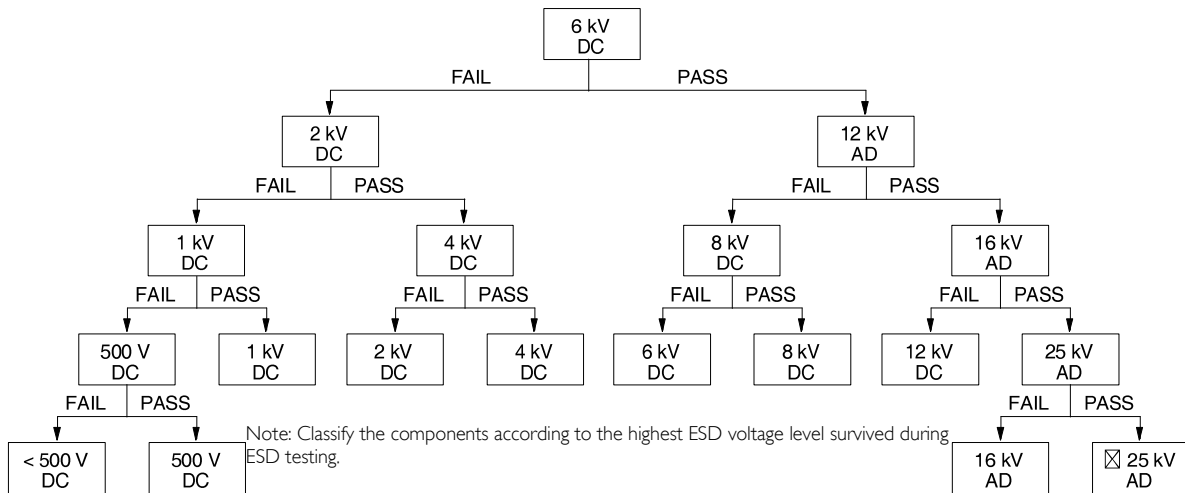 6 kV
DC
FAIL PASS
2 kV
DC
12 kV
AD
FAIL PASS FAIL PASS
1 kV
DC
4 kV
DC
8 kV
DC
16 kV
AD
FAIL PASS FAIL PASS FAIL PASS FAIL PASS
500 V
DC
1 kV
DC
2 kV
DC
4 kV
DC
6 kV
DC
8 kV
DC
12 kV
DC
25 kV
AD
FAIL PASS FAIL PASS
< 500 V
DC
500 V
DC
Note: Classify the components according to the highest ESD voltage level survived during
ESD testing.
16 kV
AD
☒ 25 kV
AD